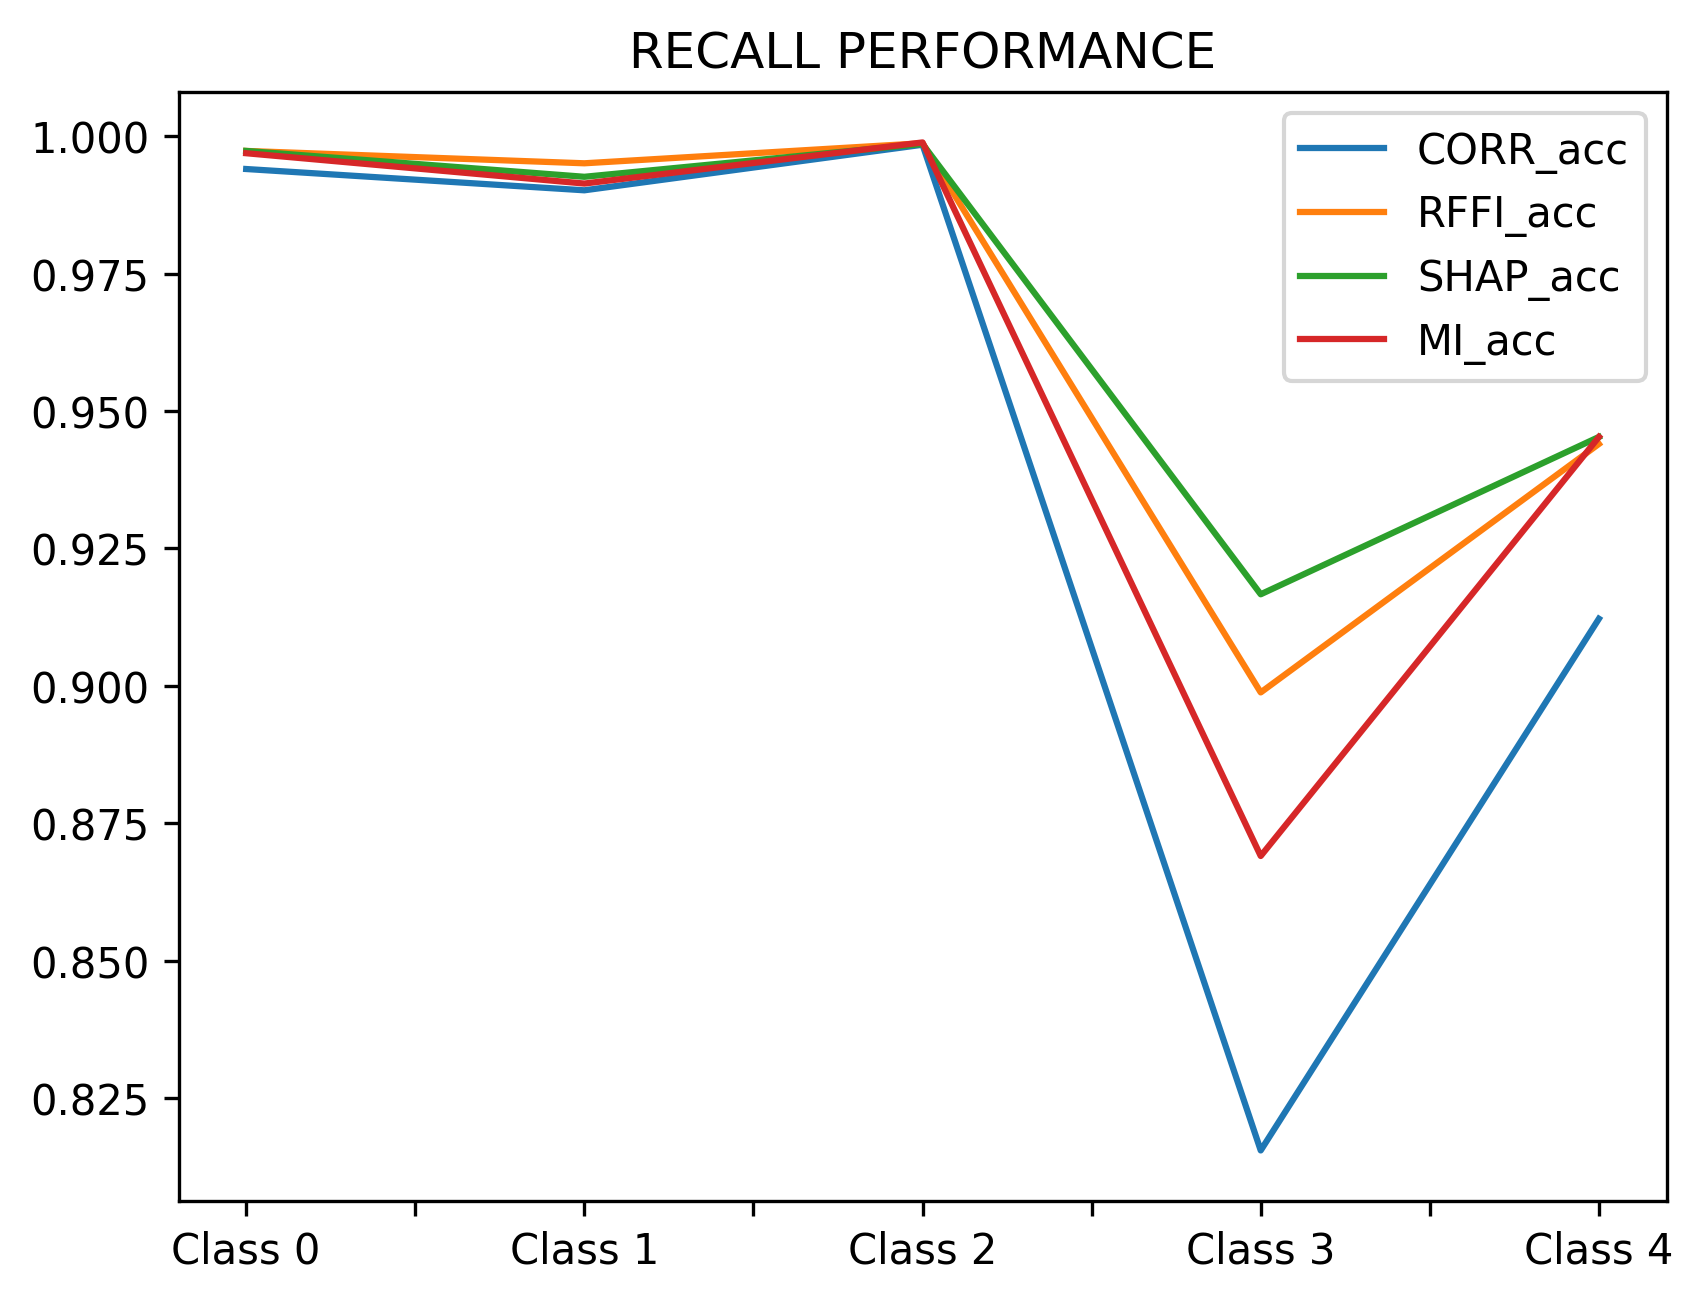 RECALL PERFORMANCE
1.000
0.975
0.950
0.925
0.900
0.875
0.850
0.825
CORR_acc
RFFI_acc
SHAP_acc
MI_acc
Class 0 Class 1 Class 2 Class 3 Class 4